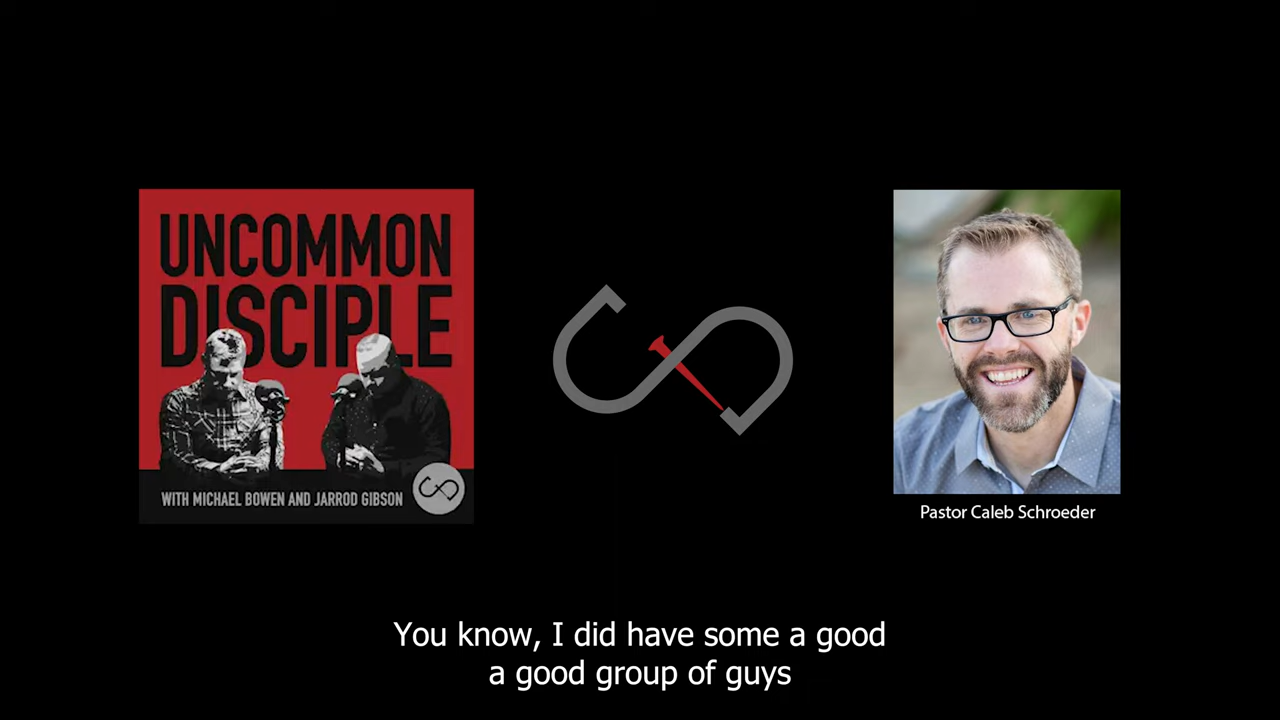 UNCOMMON
DISCIPLE
WITH MICHAEL BOWEN AND JARROD GIBSON
Pastor Caleb Schroeder
You know, I did have some a good
a good group of guys